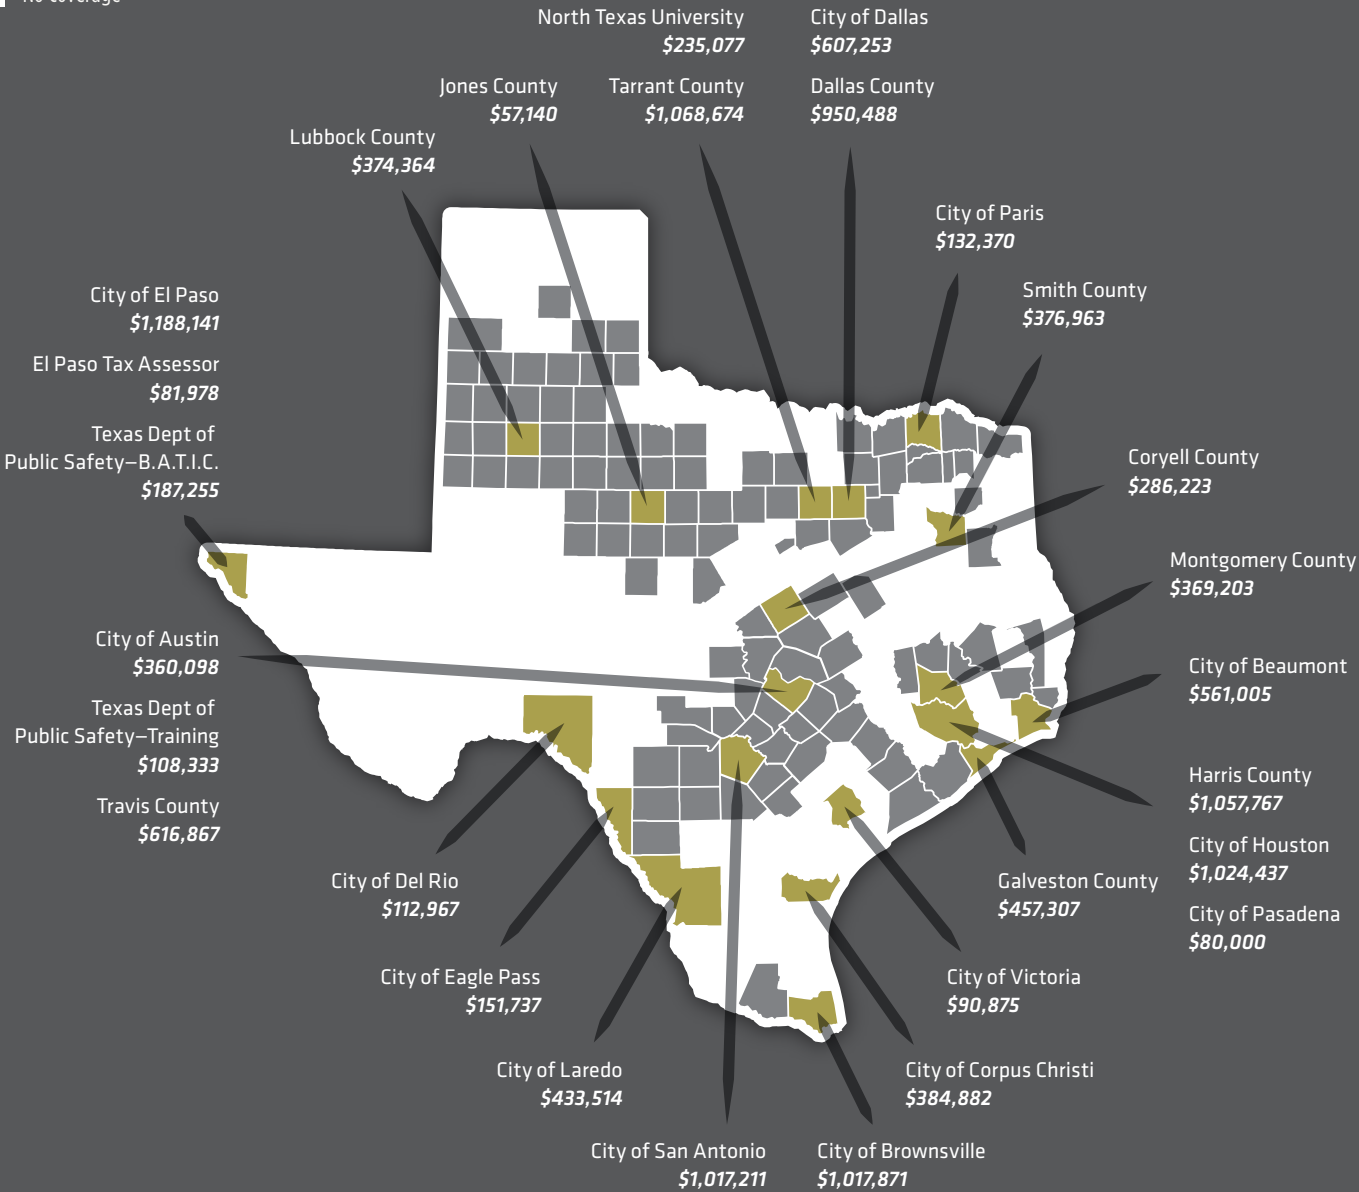 No coverage
North Texas University
$235,077
City of Dallas
$607,253
Jones County
$57,140
Tarrant County
$1,068,674
Dallas County
$950,488
Lubbock County
$374,364
City of Paris
$132,370
Smith County
$376,963
City of El Paso
$1,188,141
El Paso Tax Assessor
$81,978
Texas Dept of
Public Safety–B.A.T.I.C.
$187,255
Coryell County
$286,223
Montgomery County
$369,203
City of Austin
$360,098
Texas Dept of
Public Safety–Training
$108,333
Travis County
$616,867
City of Beaumont
$561,005
Harris County
$1,057,767
City of Houston
$1,024,437
City of Pasadena
$80,000
City of Del Rio
$112,967
Galveston County
$457,307
City of Eagle Pass
$151,737
City of Victoria
$90,875
City of Laredo
$433,514
City of Corpus Christi
$384,882
City of San Antonio
$1,017,211
City of Brownsville
$1,017,871